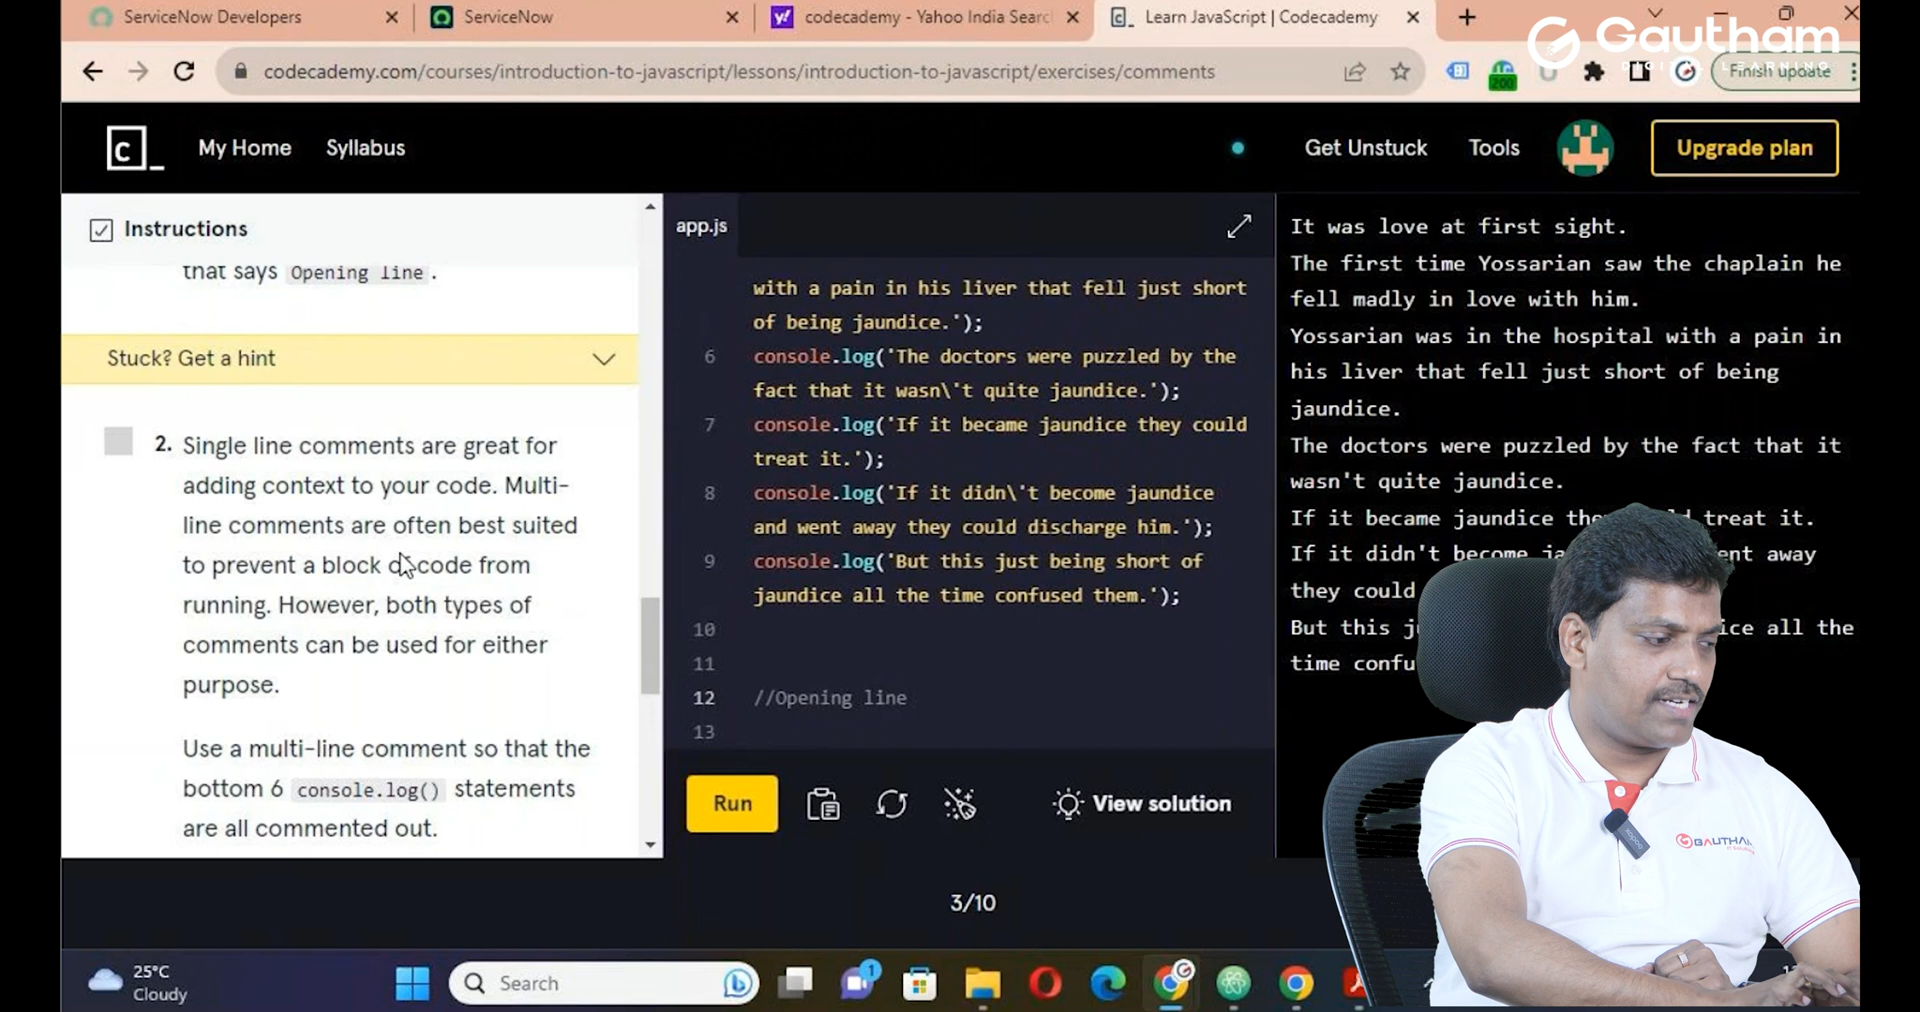 ServiceNow Developers
ServiceNow
codecademy - Yahoo India Searc
Learn JavaScript | Codecademy
Gautham
DIGITAL LEARNING
codecademy.com/courses/introduction-to-javascript/lessons/introduction-to-javascript/exercises/comments
200
Finish update
c_
My Home
Syllabus
Get Unstuck
Tools
Upgrade plan
Instructions
that says Opening line.
Stuck? Get a hint
2. Single line comments are great for
adding context to your code. Multi-
line comments are often best suited
to prevent a block of code from
running. However, both types of
comments can be used for either
purpose.
Use a multi-line comment so that the
bottom 6 console.log() statements
are all commented out.
app.js
with a pain in his liver that fell just short
of being jaundice.');
6 console.log('The doctors were puzzled by the
fact that it wasn\'t quite jaundice.');
7 console.log('If it became jaundice they could
treat it.');
8 console.log('If it didn\'t become jaundice
and went away they could discharge him.');
9 console.log('But this just being short of
jaundice all the time confused them.');
10
11
12 //Opening line
13
Run
View solution
It was love at first sight.
The first time Yossarian saw the chaplain he
fell madly in love with him.
Yossarian was in the hospital with a pain in
his liver that fell just short of being
jaundice.
The doctors were puzzled by the fact that it
wasn't quite jaundice.
If it became jaundice treat it.
If it didn't become away
they could
But this all the
time
GAUTHAM
3/10
25°C
Cloudy
Search
1